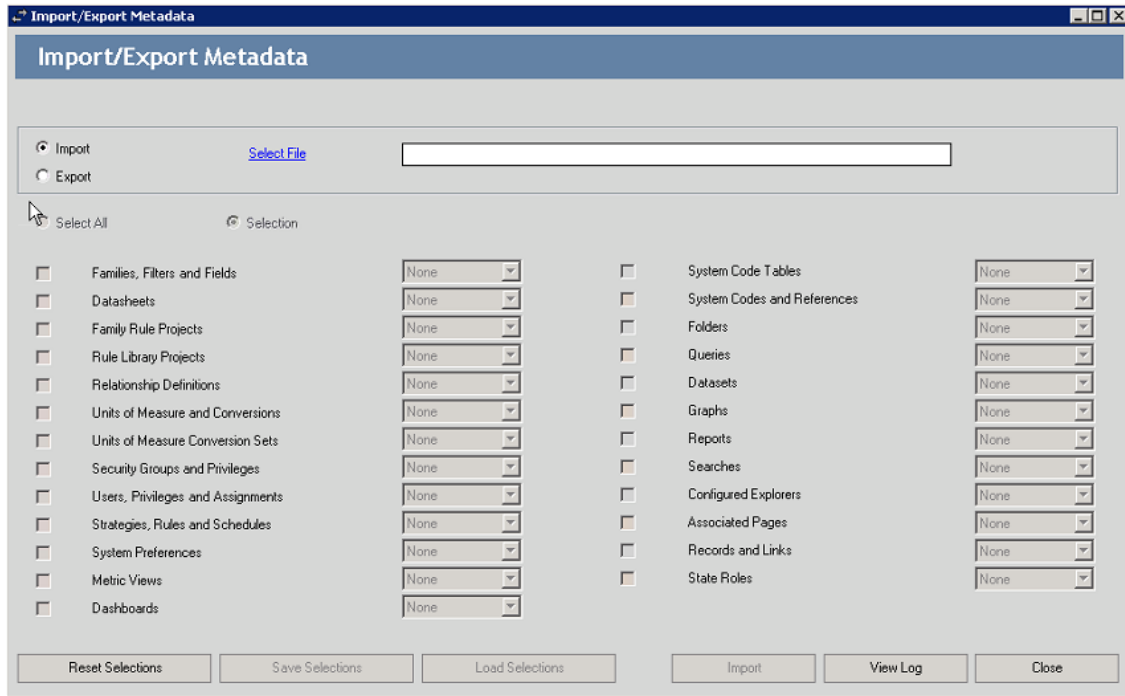 Import/Export Metadata
Import/Export Metadata
Import
Select File
Export
Select All
Selection
Families, Filters and Fields None
Datasheets None
Family Rule Projects None
Rule Library Projects None
Relationship Definitions None
Units of Measure and Conversions None
Units of Measure Conversion Sets None
Security Groups and Privileges None
Users, Privileges and Assignments None
Strategies, Rules and Schedules None
System Preferences None
Metric Views None
Dashboards None
System Code Tables None
System Codes and References None
Folders None
Queries None
Datasets None
Graphs None
Reports None
Searches None
Configured Explorers None
Associated Pages None
Records and Links None
State Roles None
Reset Selections
Save Selections
Load Selections
Import
View Log
Close